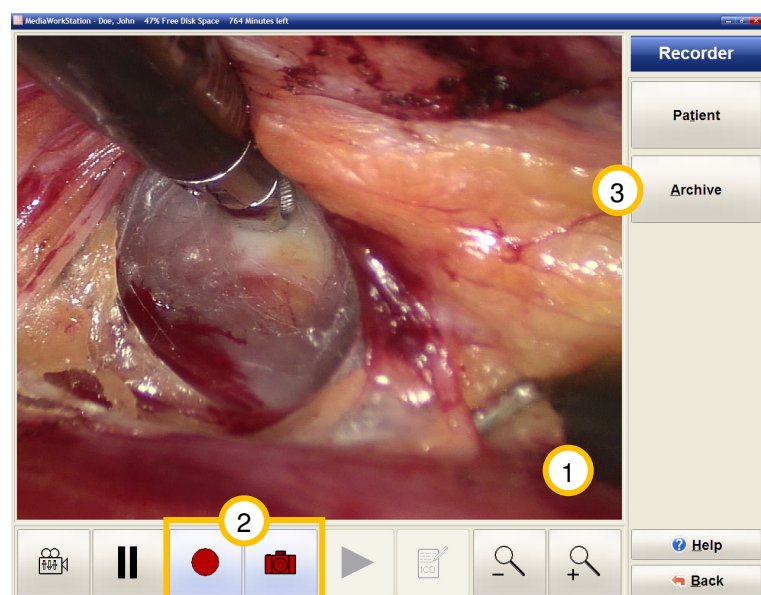 MediaWorkStation - Doe, John 47% Free Disk Space 764 Minutes left
Recorder
Patient
3
Archive
1
2
ICD
Help
Back